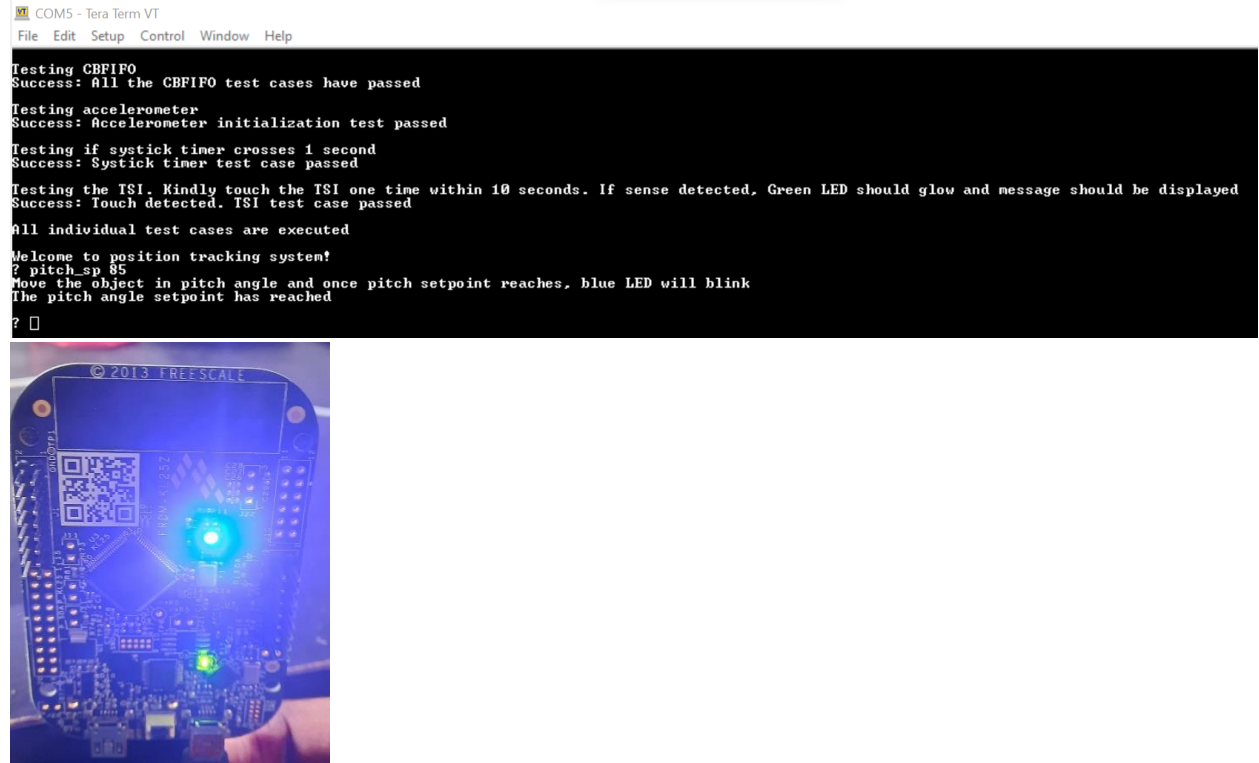 COM5 - Tera Term VT
File Edit Setup Control Window Help
Testing CBFIFO
Success: All the CBFIFO test cases have passed
Testing accelerometer
Success: Accelerometer initialization test passed
Testing if systick timer crosses 1 second
Success: Systick timer test case passed
Testing the TSI. Kindly touch the TSI one time within 10 seconds. If sense detected, Green LED should glow and message should be displayed
Success: Touch detected. TSI test case passed
All individual test cases are executed
Welcome to position tracking system!
? pitch_sp 85
Move the object in pitch angle and once pitch setpoint reaches, blue LED will blink
The pitch angle setpoint has reached
?
© 2013 FREESCALE
FRDM-KL25Z